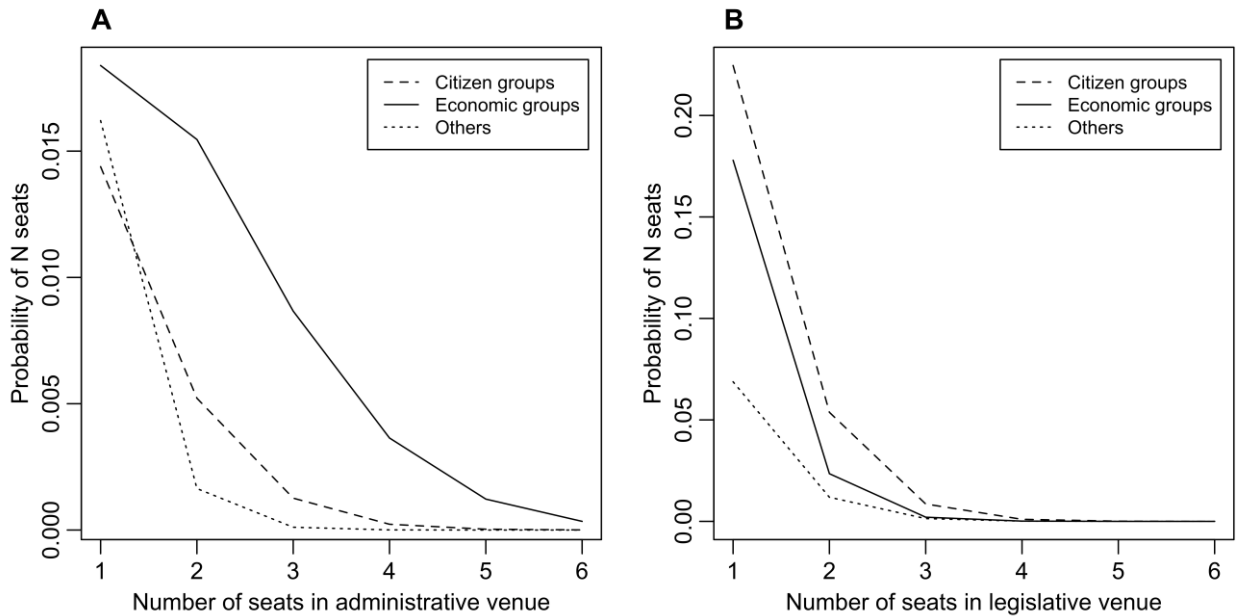 A
Citizen groups
Economic groups
Others
Probability of N seats
0.015
0.010
0.005
0.000
1 2 3 4 5 6
Number of seats in administrative venue
B
Citizen groups
Economic groups
Others
Probability of N seats
0.20
0.15
0.10
0.05
0.00
1 2 3 4 5 6
Number of seats in legislative venue